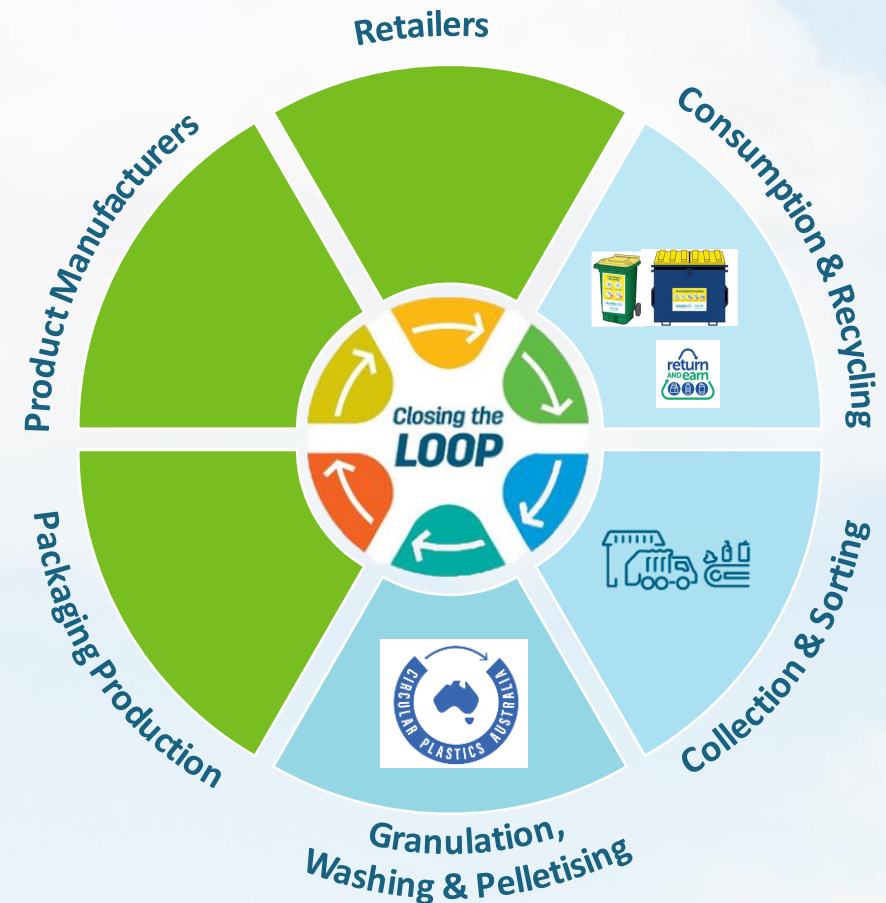 Retailers
Consumption & Recycling
return
AND earn
Collection & Sorting
Granulation,
Washing & Pelletising
CIRCULAR PLASTICS AUSTRALIA
Packaging Production
Product Manufacturers
Closing the
LOOP